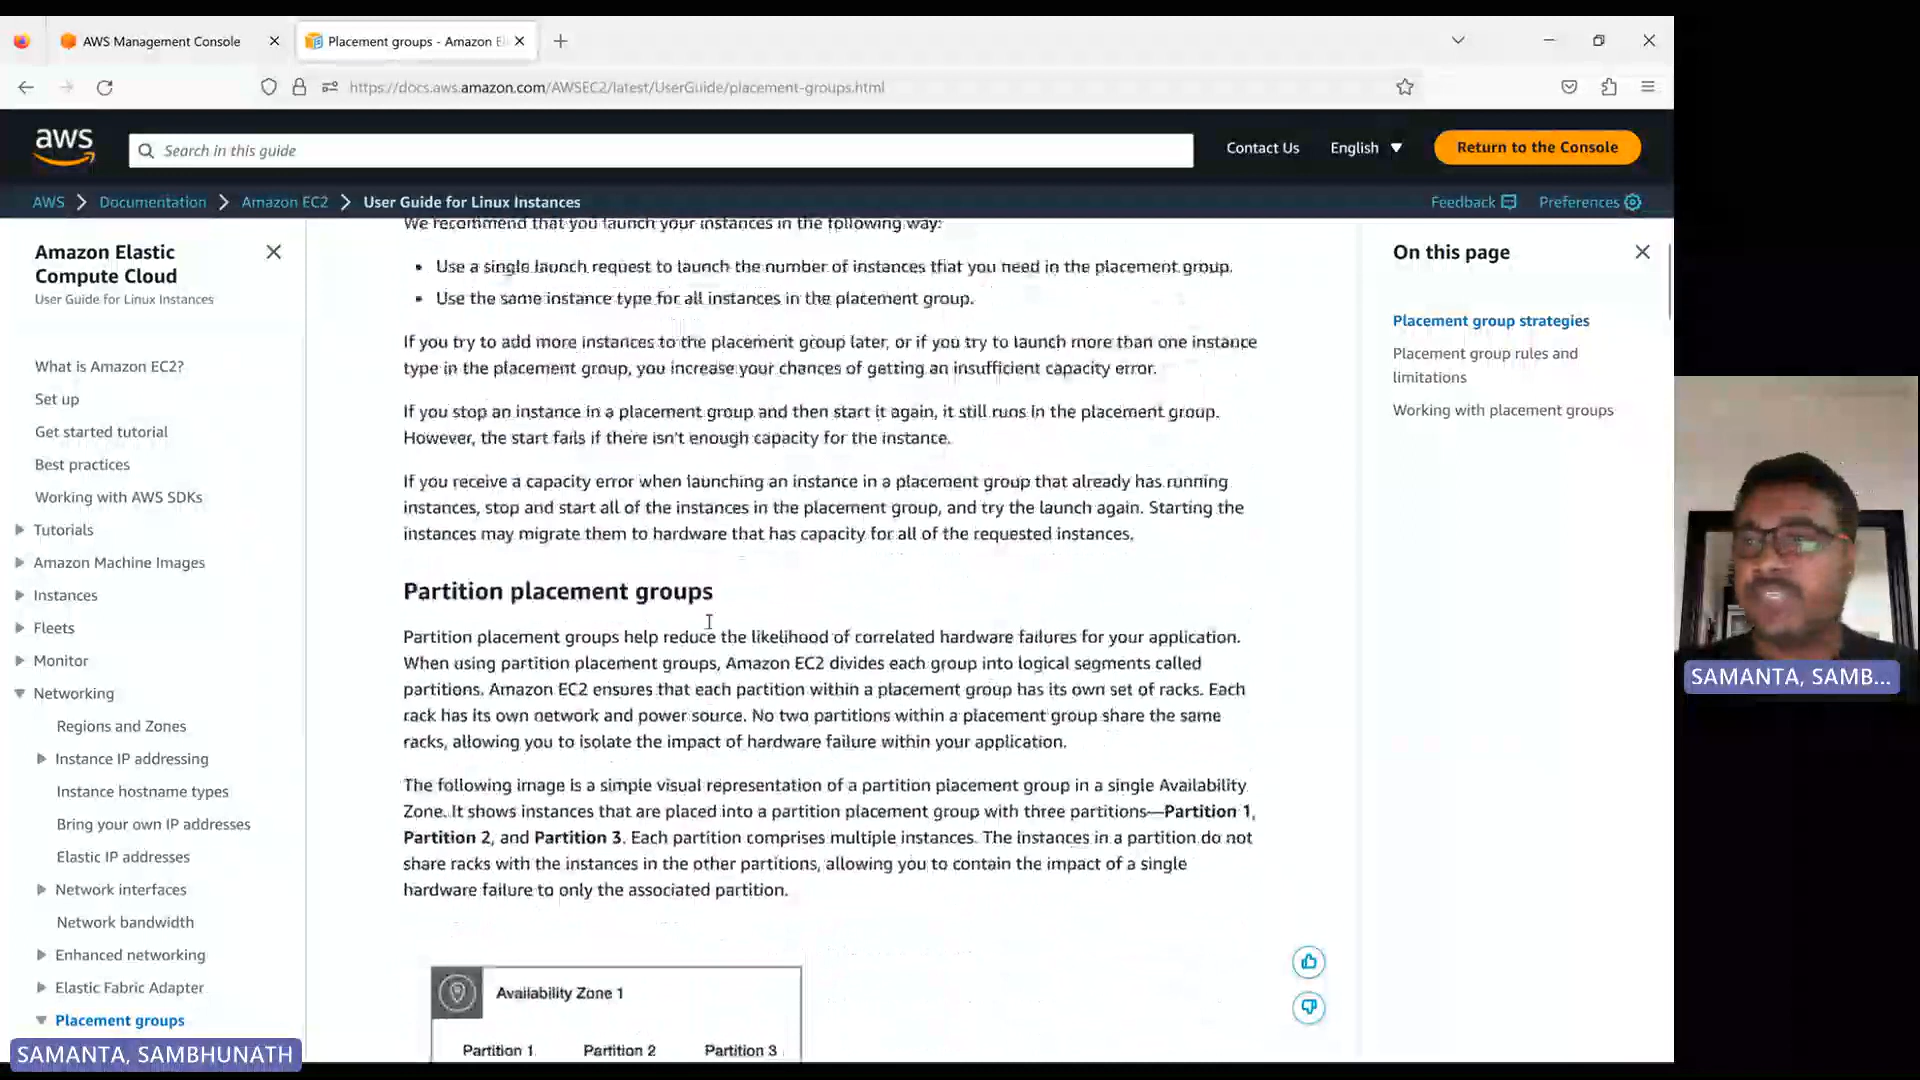 AWS Management Console
Placement groups - Amazon El
https://docs.aws.amazon.com/AWSEC2/latest/UserGuide/placement-groups.html
aws
Search in this guide
Contact Us
English
Return to the Console
AWS
Documentation
Amazon EC2
User Guide for Linux Instances
Feedback
Preferences
Amazon Elastic
Compute Cloud
User Guide for Linux Instances
What is Amazon EC2?
Set up
Get started tutorial
Best practices
Working with AWS SDKs
Tutorials
Amazon Machine Images
Instances
Fleets
Monitor
Networking
Regions and Zones
Instance IP addressing
Instance hostname types
Bring your own IP addresses
Elastic IP addresses
Network interfaces
Network bandwidth
Enhanced networking
Elastic Fabric Adapter
Placement groups
We recommend that you launch your instances in the following way:
• Use a single launch request to launch the number of instances that you need in the placement group.
• Use the same instance type for all instances in the placement group.
If you try to add more instances to the placement group later, or if you try to launch more than one instance
type in the placement group, you increase your chances of getting an insufficient capacity error.
If you stop an instance in a placement group and then start it again, it still runs in the placement group.
However, the start fails if there isn't enough capacity for the instance.
If you receive a capacity error when launching an instance in a placement group that already has running
instances, stop and start all of the instances in the placement group, and try the launch again. Starting the
instances may migrate them to hardware that has capacity for all of the requested instances.
Partition placement groups
Partition placement groups help reduce the likelihood of correlated hardware failures for your application.
When using partition placement groups, Amazon EC2 divides each group into logical segments called
partitions. Amazon EC2 ensures that each partition within a placement group has its own set of racks. Each
rack has its own network and power source. No two partitions within a placement group share the same
racks, allowing you to isolate the impact of hardware failure within your application.
The following image is a simple visual representation of a partition placement group in a single Availability
Zone. It shows instances that are placed into a partition placement group with three partitions—Partition 1,
Partition 2, and Partition 3. Each partition comprises multiple instances. The instances in a partition do not
share racks with the instances in the other partitions, allowing you to contain the impact of a single
hardware failure to only the associated partition.
Availability Zone 1
Partition 1
Partition 2
Partition 3
On this page
Placement group strategies
Placement group rules and
limitations
Working with placement groups
SAMANTA, SAMB...
SAMANTA, SAMBHUNATH